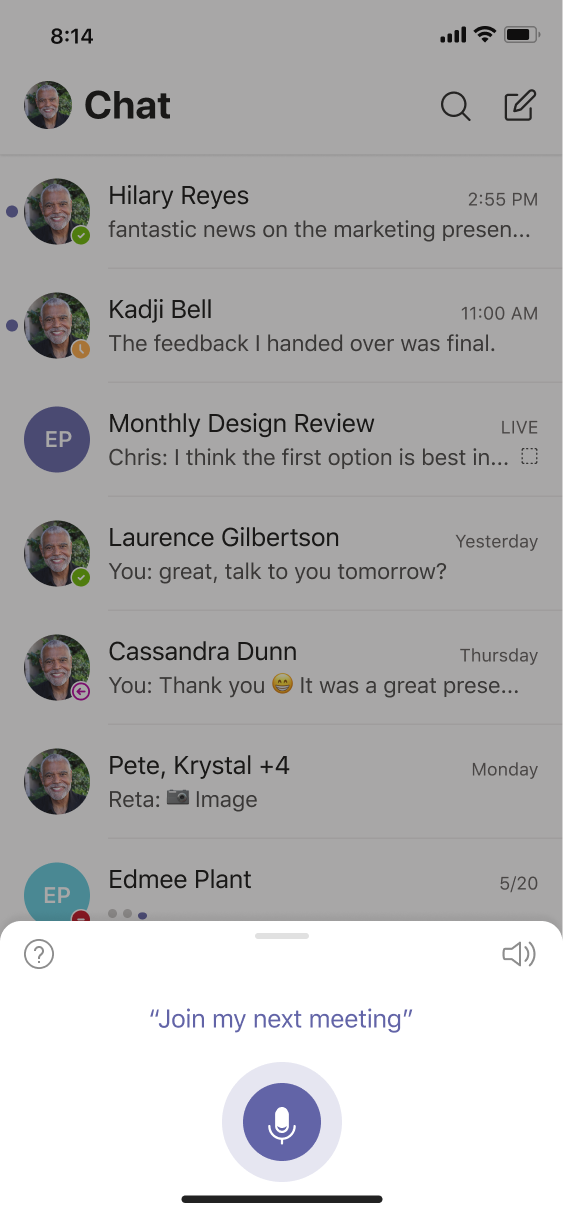 8:14
Chat
Hilary Reyes
2:55 PM
fantastic news on the marketing presen...
Kadji Bell
11:00 AM
The feedback I handed over was final.
EP
Monthly Design Review
LIVE
Chris: I think the first option is best in...
Laurence Gilbertson
Yesterday
You: great, talk to you tomorrow?
Cassandra Dunn
Thursday
You: Thank you 😁 It was a great prese...
Pete, Krystal +4
Monday
Reta: 📷 Image
EP
Edmee Plant
5/20
?
“Join my next meeting”